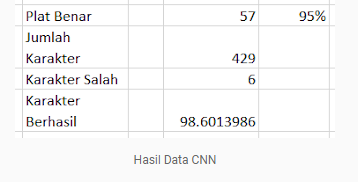 Plat Benar 57 95%
Jumlah
Karakter 429
Karakter Salah 6
Karakter
Berhasil 98.6013986
Hasil Data CNN